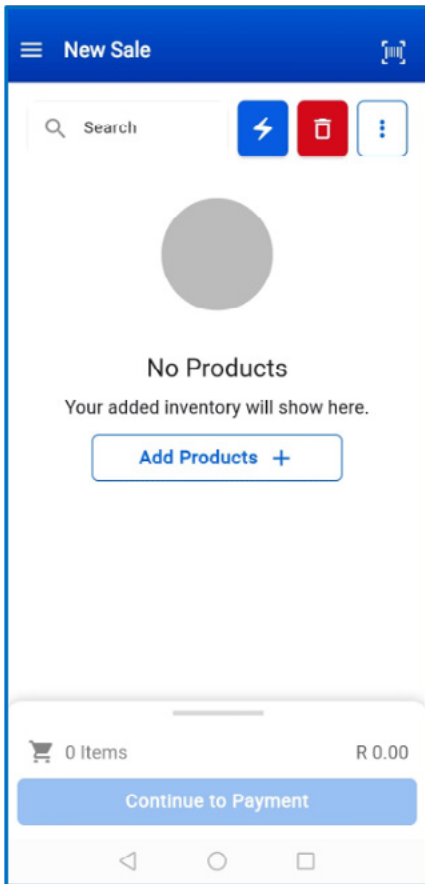 New Sale
Search
No Products
Your added inventory will show here.
Add Products +
0 Items R 0.00
Continue to Payment